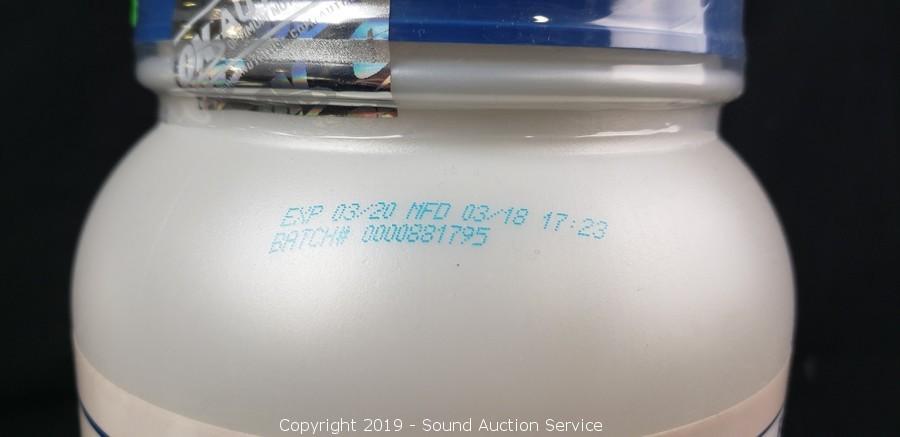 EXP 03/20 MFD 03/18 17:23
BATCH# 0000881795
Copyright 2019 - Sound Auction Service